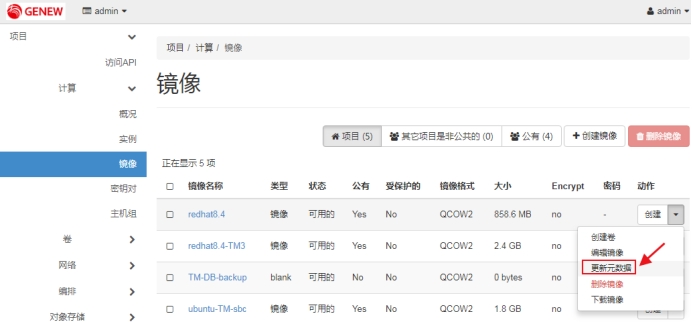 GENEW admin admin
项目
访问API
计算
概况
实例
镜像
密钥对
主机组
卷
网络
编排
对象存储
项目 / 计算 / 镜像
镜像
项目 (5) 其它项目是非公共的 (0) 公有 (4) 创建镜像 删除镜像
正在显示 5 项
镜像名称 类型 状态 公有 受保护的 镜像格式 大小 Encrypt 密码 动作
redhat8.4 镜像 可用的 Yes No QCOW2 858.6 MB no - 创建
redhat8.4-TM3 镜像 可用的 Yes No QCOW2 2.4 GB no
TM-DB-backup blank 可用的 No No QCOW2 0 bytes no
ubuntu-TM-sbc 镜像 可用的 Yes No QCOW2 1.8 GB no
创建卷
编辑镜像
更新元数据
删除镜像
下载镜像